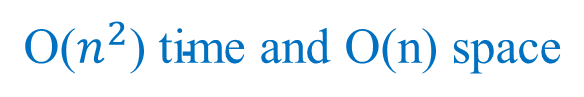 O(n²) time and O(n) space